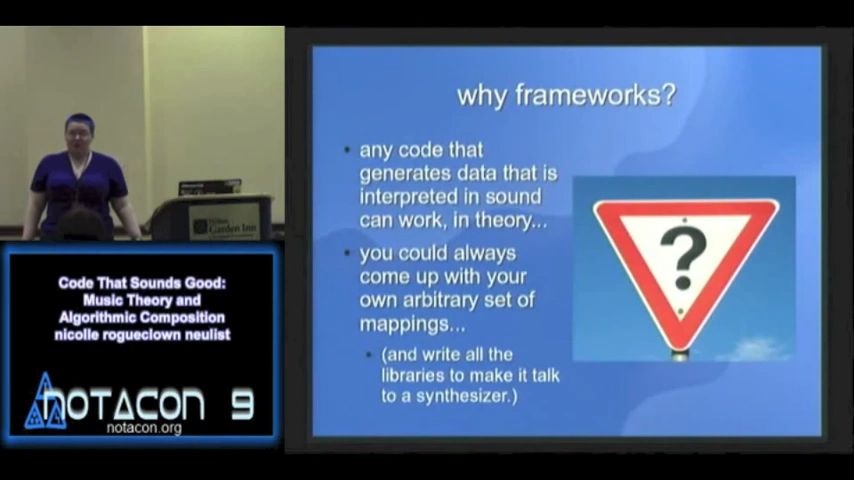 why frameworks?
• any code that
generates data that is
interpreted in sound
can work, in theory...
• you could always
come up with your
own arbitrary set of
mappings...
• (and write all the
libraries to make it talk
to a synthesizer.)
?
Hilton
Garden Inn
Code That Sounds Good:
Music Theory and
Algorithmic Composition
nicolle rogueclown neulist
NOTACON 9
notacon.org